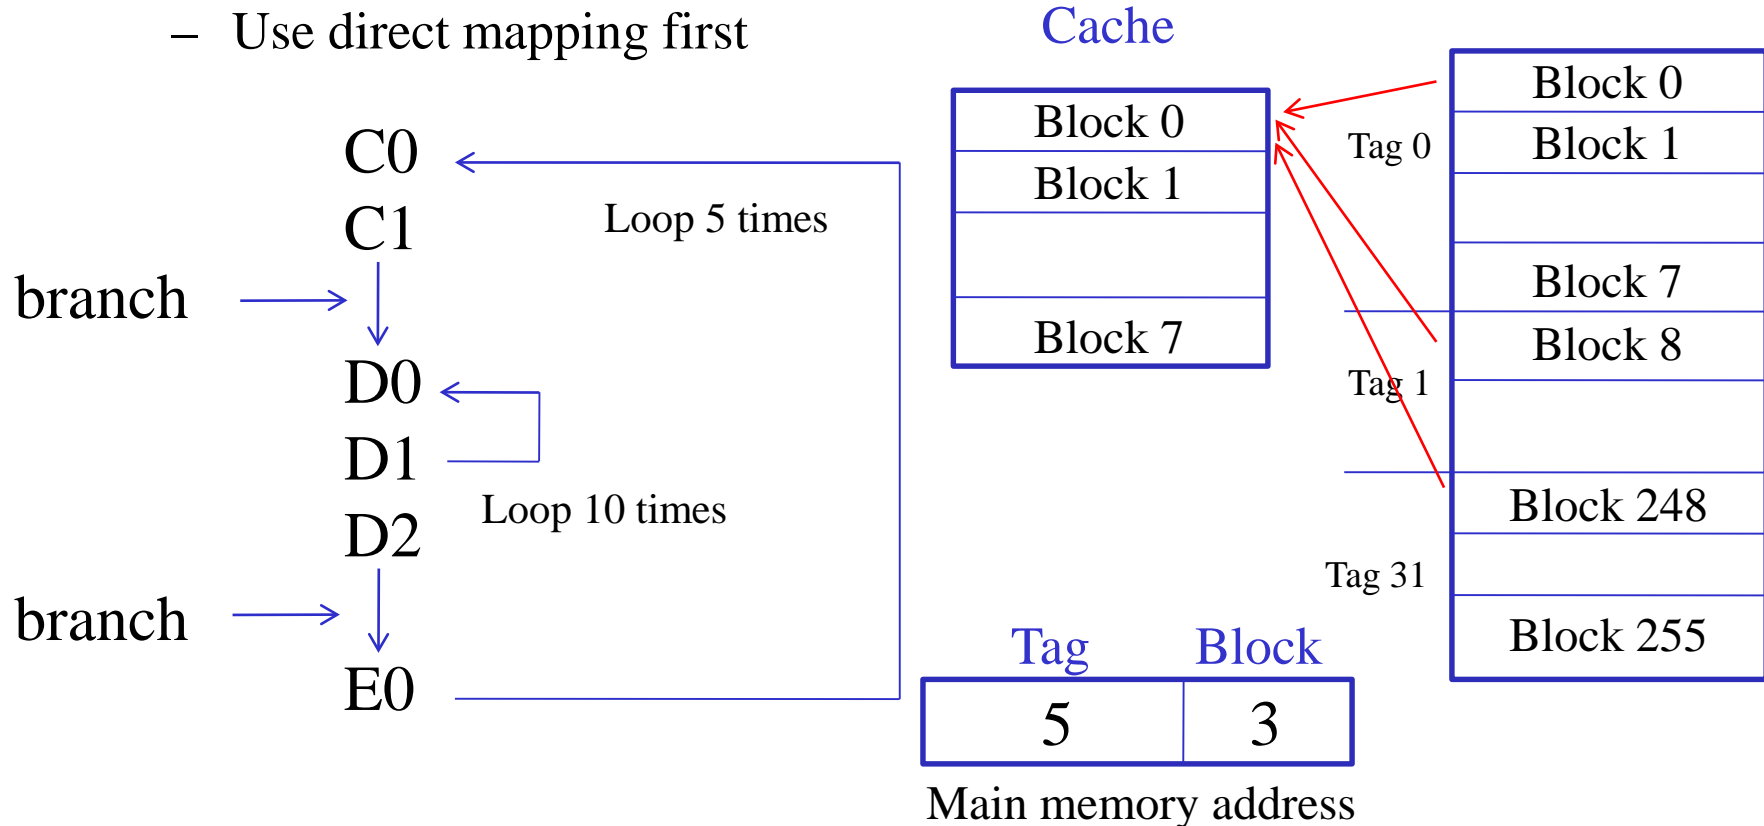 – Use direct mapping first
C0
C1
Loop 5 times
branch
D0
D1
Loop 10 times
D2
branch
E0
Cache
Block 0
Block 1
Block 7
Tag Block
5 3
Main memory address
Tag 0
Tag 1
Tag 31
Block 0
Block 1
Block 7
Block 8
Block 248
Block 255